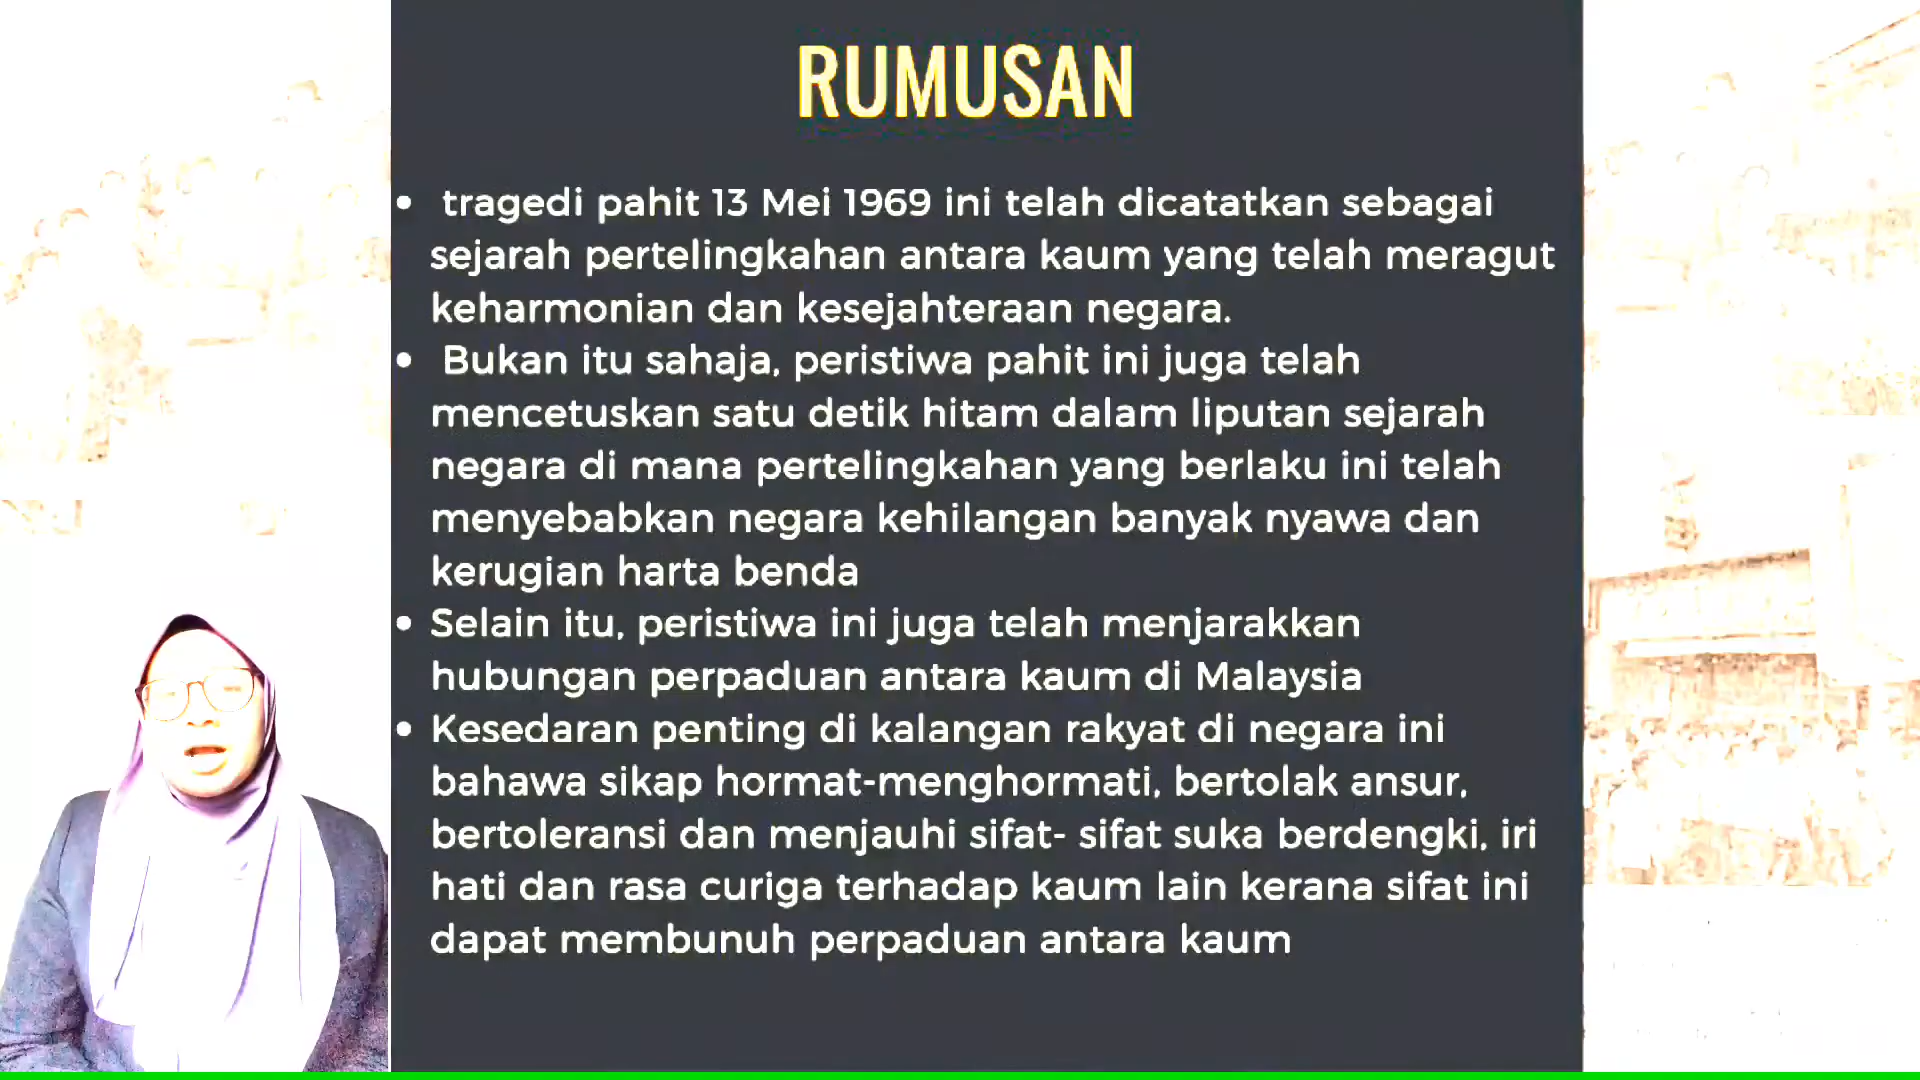 RUMUSAN
• tragedi pahit 13 Mei 1969 ini telah dicatatkan sebagai
sejarah pertelingkahan antara kaum yang telah meragut
keharmonian dan kesejahteraan negara.
• Bukan itu sahaja, peristiwa pahit ini juga telah
mencetuskan satu detik hitam dalam liputan sejarah
negara di mana pertelingkahan yang berlaku ini telah
menyebabkan negara kehilangan banyak nyawa dan
kerugian harta benda
• Selain itu, peristiwa ini juga telah menjarakkan
hubungan perpaduan antara kaum di Malaysia
• Kesedaran penting di kalangan rakyat di negara ini
bahawa sikap hormat-menghormati, bertolak ansur,
bertoleransi dan menjauhi sifat- sifat suka berdengki, iri
hati dan rasa curiga terhadap kaum lain kerana sifat ini
dapat membunuh perpaduan antara kaum